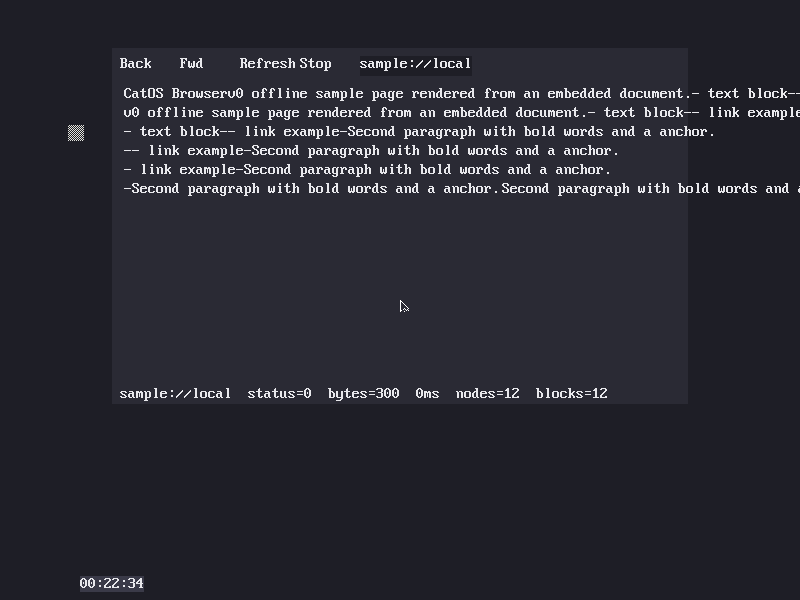 Back Fwd Refresh Stop sample://local
CatOS Browserv0 offline sample page rendered from an embedded document.- text block--
v0 offline sample page rendered from an embedded document.- text block-- link example
- text block-- link example-Second paragraph with bold words and a anchor.
-- link example-Second paragraph with bold words and a anchor.
- link example-Second paragraph with bold words and a anchor.
-Second paragraph with bold words and a anchor.Second paragraph with bold words and a
sample://local status=0 bytes=300 0ms nodes=12 blocks=12
00:22:34